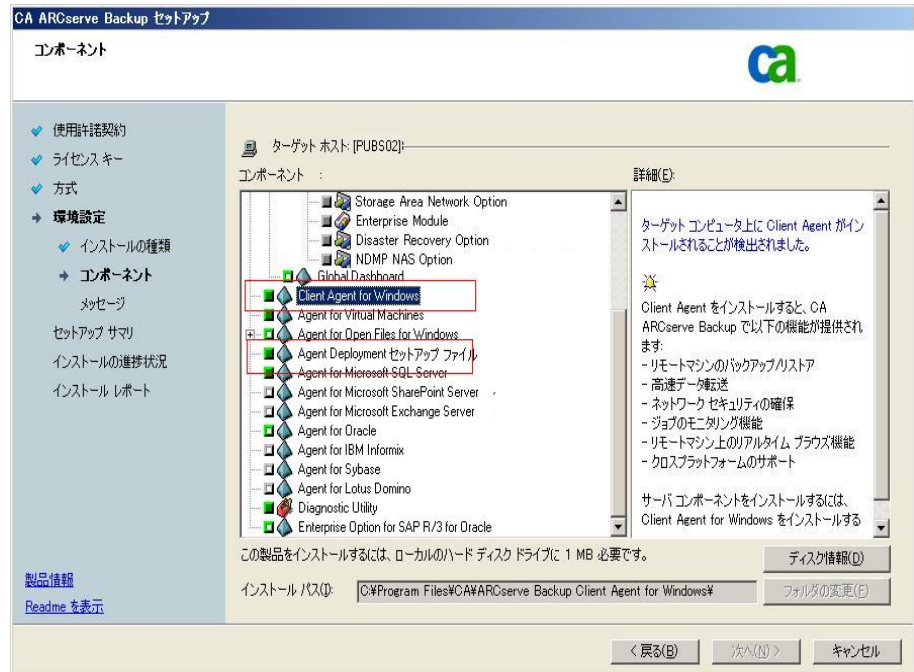 CA ARCserve Backup セットアップ
コンポーネント
ca
使用許諾契約
ライセンス キー
方式
環境設定
インストールの種類
コンポーネント
メッセージ
セットアップ サマリ
インストールの進捗状況
インストール レポート
製品情報
Readme を表示
ターゲット ホスト: [PUBS02]:
コンポーネント :
Storage Area Network Option
Enterprise Module
Disaster Recovery Option
NDMP NAS Option
Global Dashboard
Client Agent for Windows
Agent for Virtual Machines
Agent for Open Files for Windows
Agent Deployment セットアップ ファイル
Agent for Microsoft SQL Server
Agent for Microsoft SharePoint Server
Agent for Microsoft Exchange Server
Agent for Oracle
Agent for IBM Informix
Agent for Sybase
Agent for Lotus Domino
Diagnostic Utility
Enterprise Option for SAP R/3 for Oracle
詳細(E):
ターゲット コンピュータ上に Client Agent がイン
ストールされることが検出されました。
Client Agent をインストールすると、CA
ARCserve Backup で以下の機能が提供され
ます:
- リモートマシンのバックアップ/リストア
- 高速データ転送
- ネットワーク セキュリティの確保
- ジョブのモニタリング機能
- リモートマシン上のリアルタイム ブラウズ機能
- クロスプラットフォームのサポート
サーバ コンポーネントをインストールするには、
Client Agent for Windows をインストールする
この製品をインストールするには、ローカルのハード ディスク ドライブに 1 MB 必要です。
ディスク情報(D)
インストール パス(I):
C:¥Program Files¥CA¥ARCserve Backup Client Agent for Windows¥
フォルダの変更(F)
< 戻る(B)
次へ(N) >
キャンセル